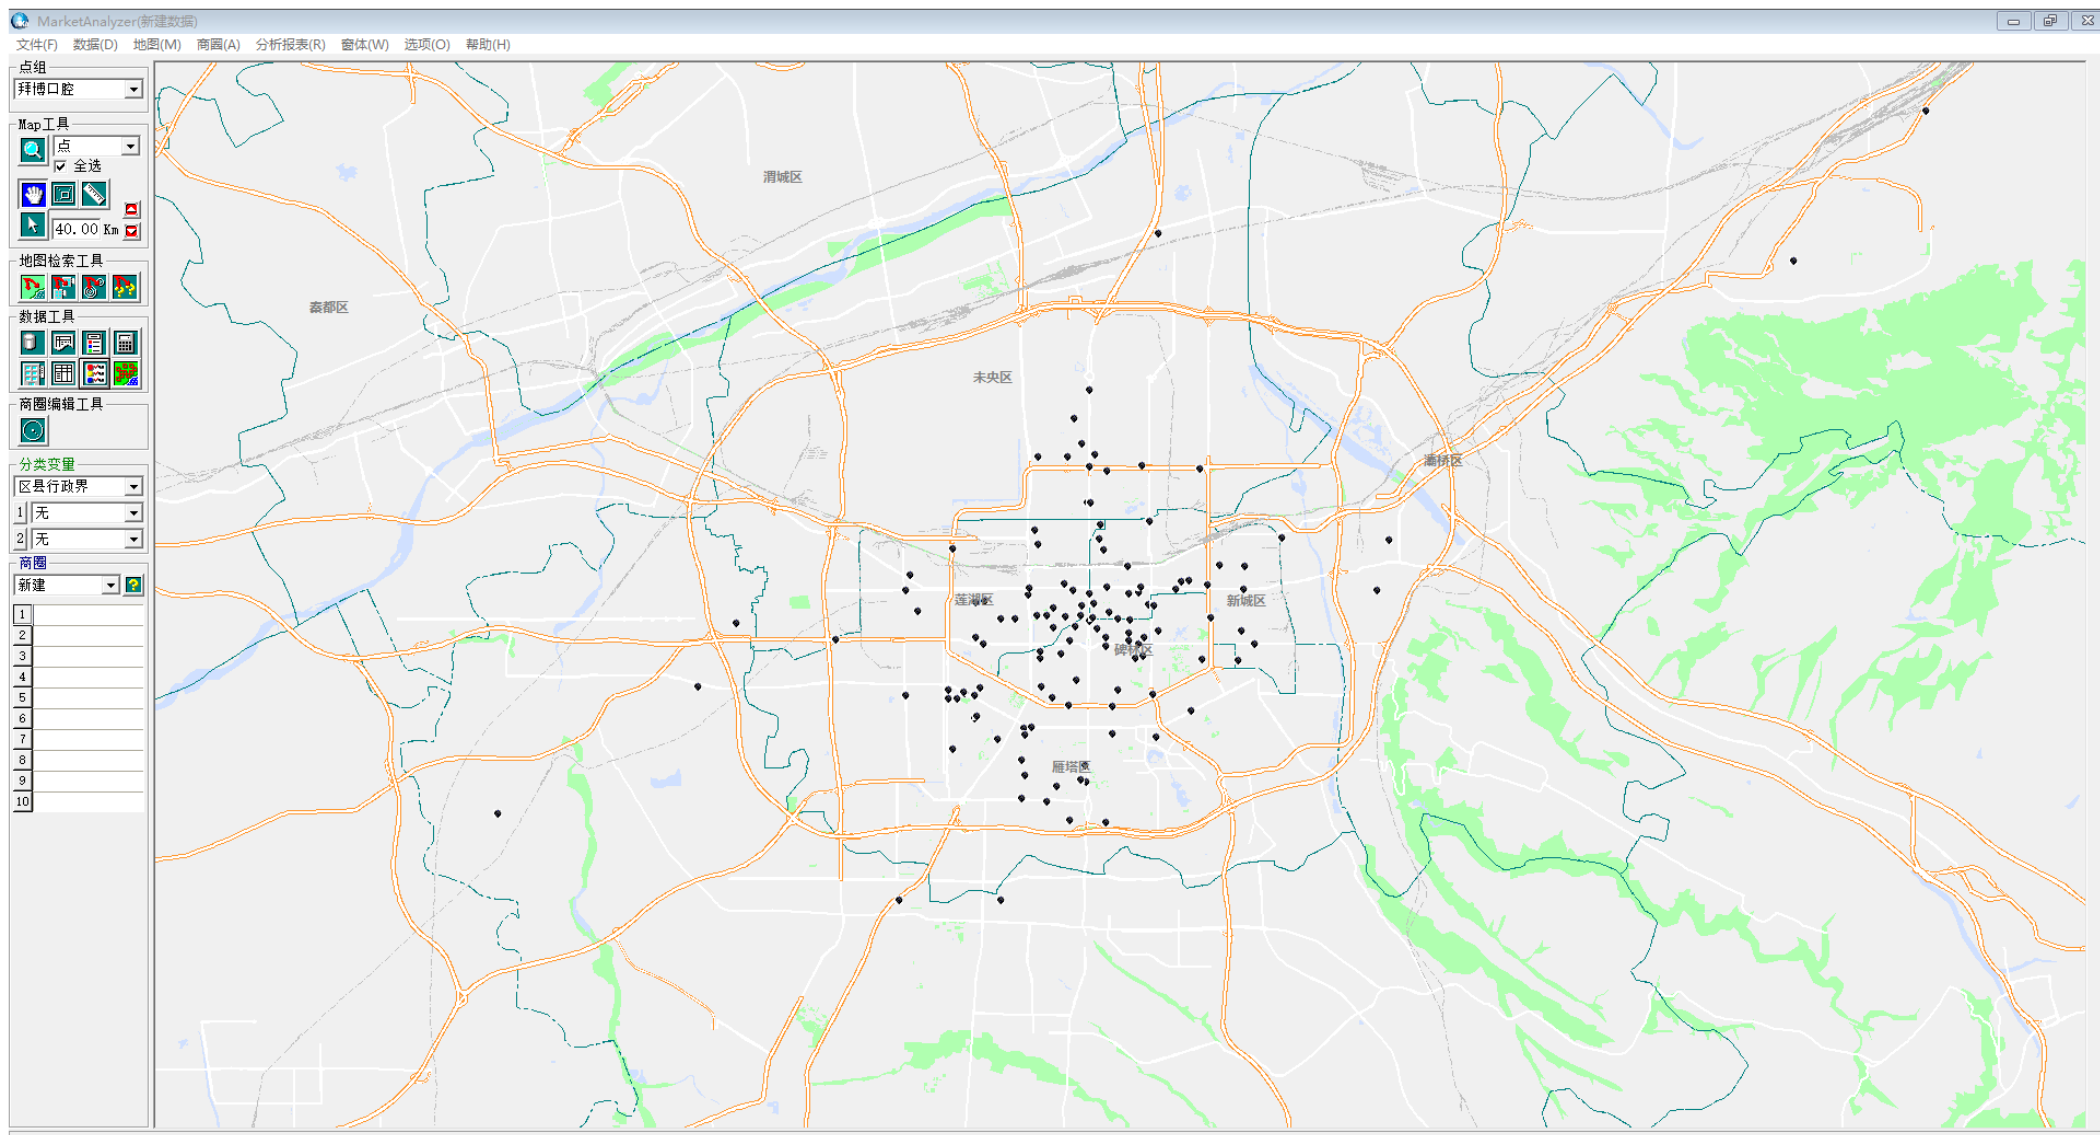 MarketAnalyzer(新建数据)
文件(F) 数据(D) 地图(M) 商圈(A) 分析报表(R) 窗体(W) 选项(O) 帮助(H)
点组
拜博口腔
Map工具
点
全选
40.00 Km
地图检索工具
数据工具
商圈编辑工具
分类变量
区县行政界
1 无
2 无
商圈
新建
1
2
3
4
5
6
7
8
9
10
渭城区
秦都区
未央区
灞桥区
莲湖区
新城区
碑林区
雁塔区